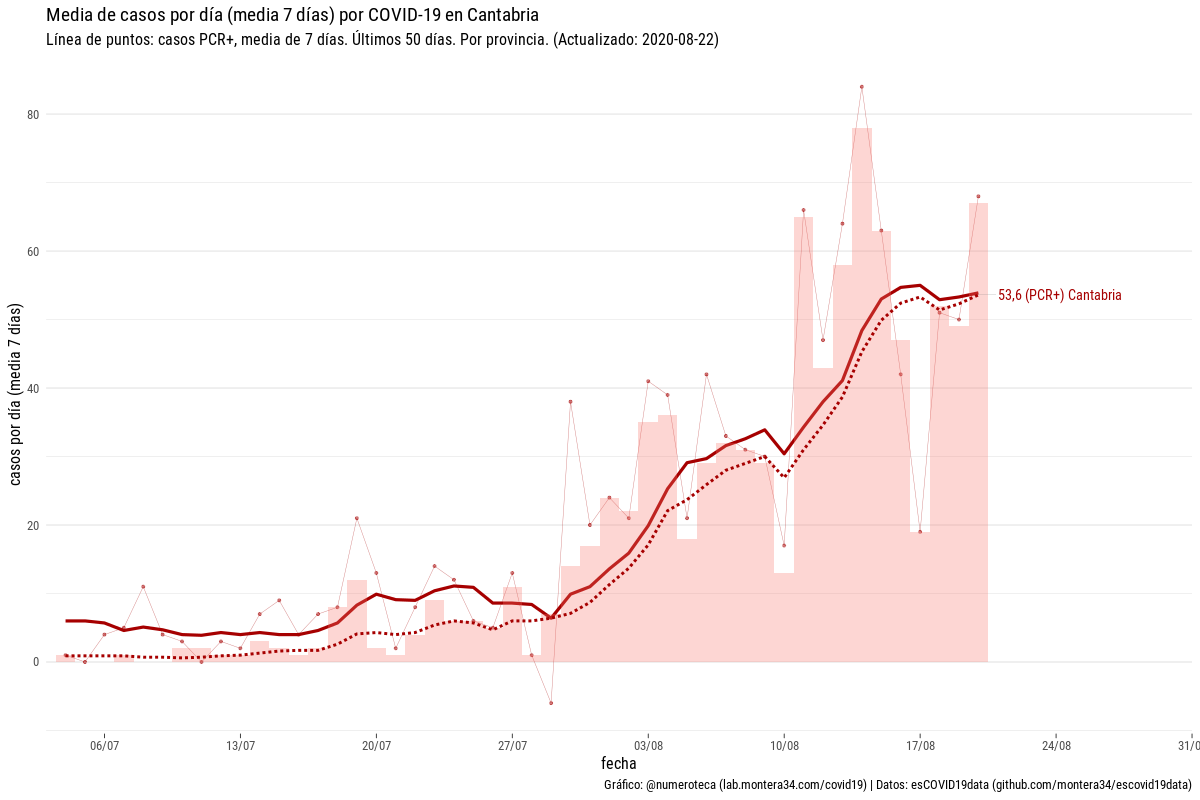 Media de casos por día (media 7 días) por COVID-19 en Cantabria
Línea de puntos: casos PCR+, media de 7 días. Últimos 50 días. Por provincia. (Actualizado: 2020-08-22)
casos por día (media 7 días)
80
60
40
20
0
53,6 (PCR+) Cantabria
06/07
13/07
20/07
27/07
03/08
10/08
17/08
24/08
31/0
fecha
Gráfico: @numeroteca (lab.montera34.com/covid19) | Datos: esCOVID19data (github.com/montera34/escovid19data)